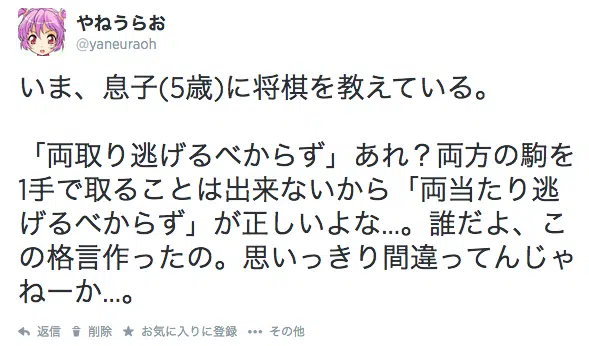 やねうらお
@yaneuraoh
いま、息子(5歳)に将棋を教えている。
「両取り逃げるべからず」あれ？両方の駒を
1手で取ることは出来ないから「両当たり逃
げるべからず」が正しいよな...。誰だよ、こ
の格言作ったの。思いっきり間違ってんじゃ
ねーか...。
返信 削除 お気に入りに登録 その他